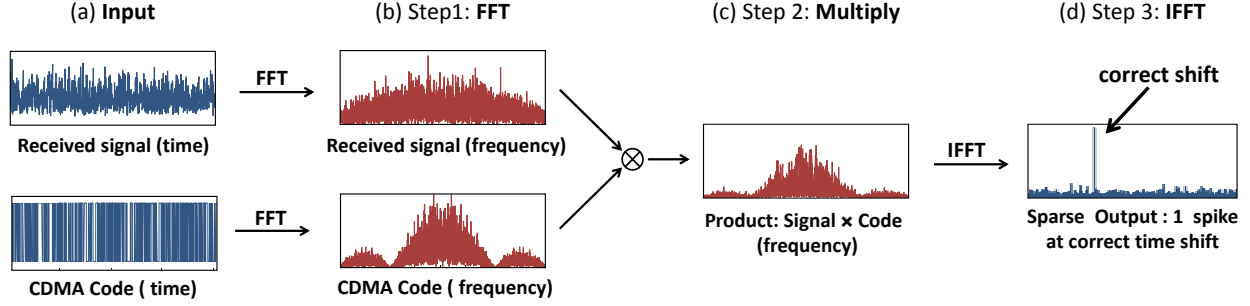 (a) Input
(b) Step1: FFT
(c) Step 2: Multiply
(d) Step 3: IFFT
FFT
correct shift
Received signal (time)
Received signal (frequency)
IFFT
FFT
Product: Signal × Code
(frequency)
Sparse Output : 1 spike
at correct time shift
CDMA Code ( time)
CDMA Code ( frequency)